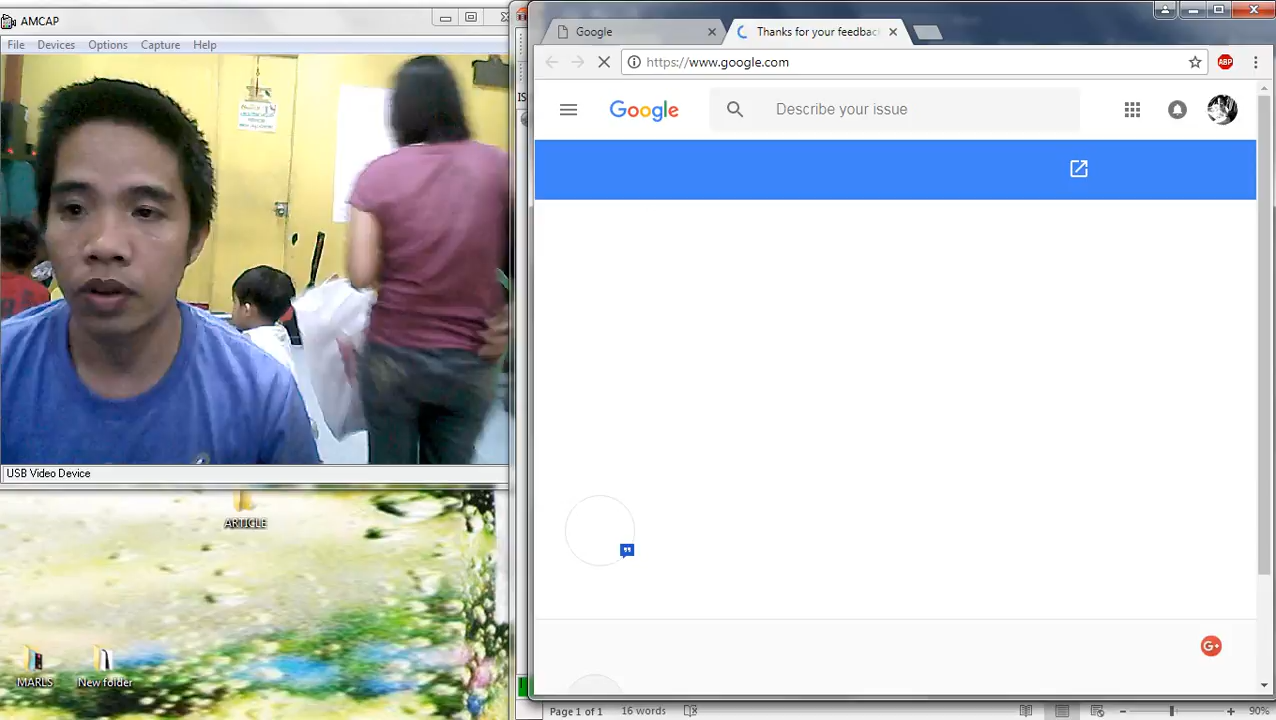 AMCAP
File Devices Options Capture Help
USB Video Device
ARTICLE
MARLS
New folder
Google
Thanks for your feedbac
https://www.google.com
ABP
Google
Describe your issue
G+
Page 1 of 1
16 words
90%